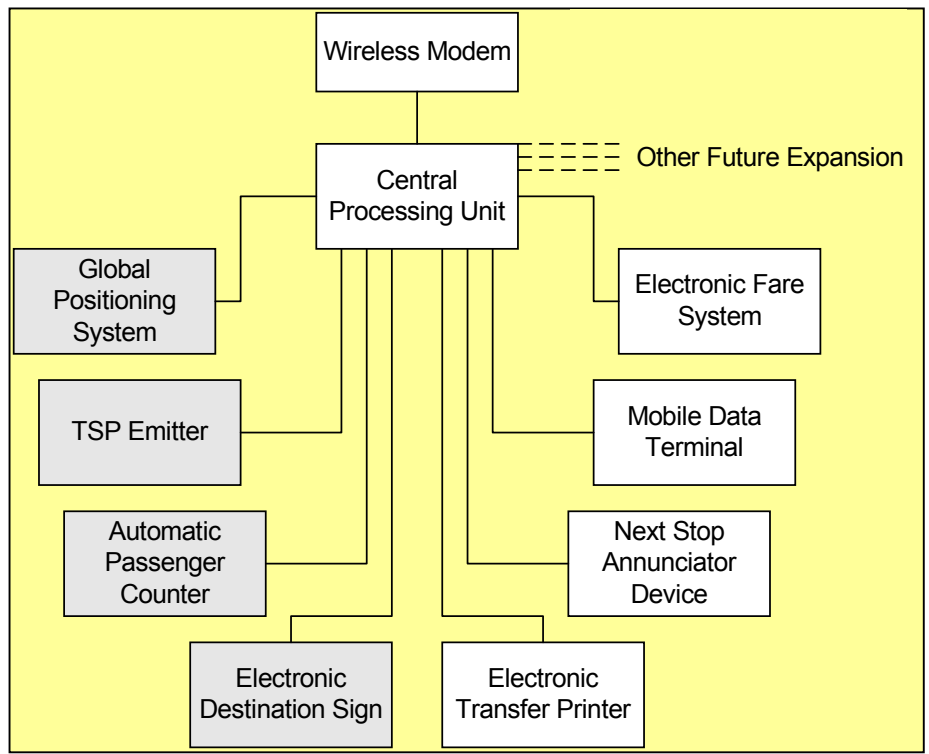 Wireless Modem
Central
Processing Unit
Other Future Expansion
Global
Positioning
System
Electronic Fare
System
TSP Emitter
Mobile Data
Terminal
Automatic
Passenger
Counter
Next Stop
Annunciator
Device
Electronic
Destination Sign
Electronic
Transfer Printer